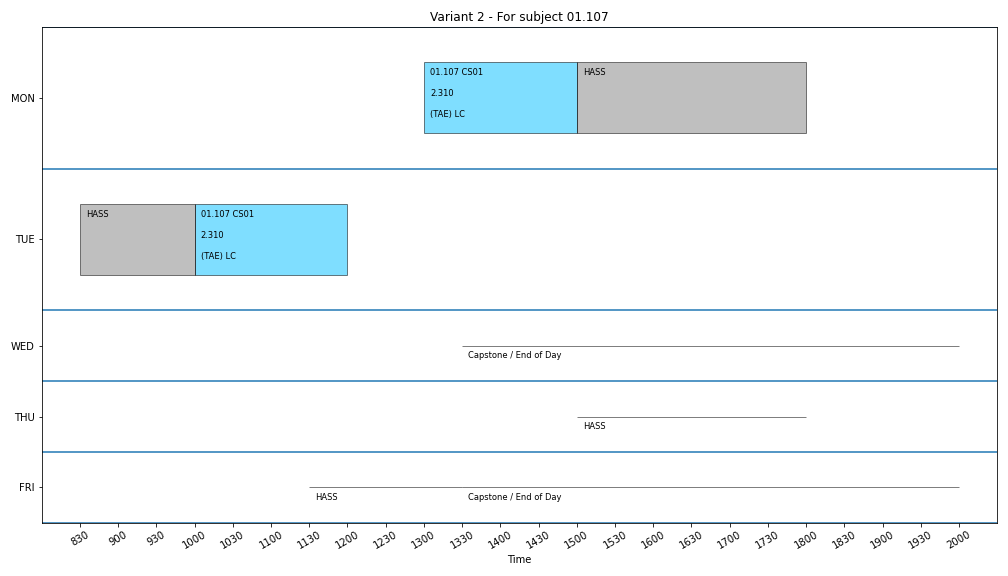 Variant 2 - For subject 01.107
MON
01.107 CS01
2.310
(TAE) LC
HASS
TUE
HASS
01.107 CS01
2.310
(TAE) LC
WED
Capstone / End of Day
THU
HASS
FRI
HASS
Capstone / End of Day
830 900 930 1000 1030 1100 1130 1200 1230 1300 1330 1400 1430 1500 1530 1600 1630 1700 1730 1800 1830 1900 1930 2000
Time